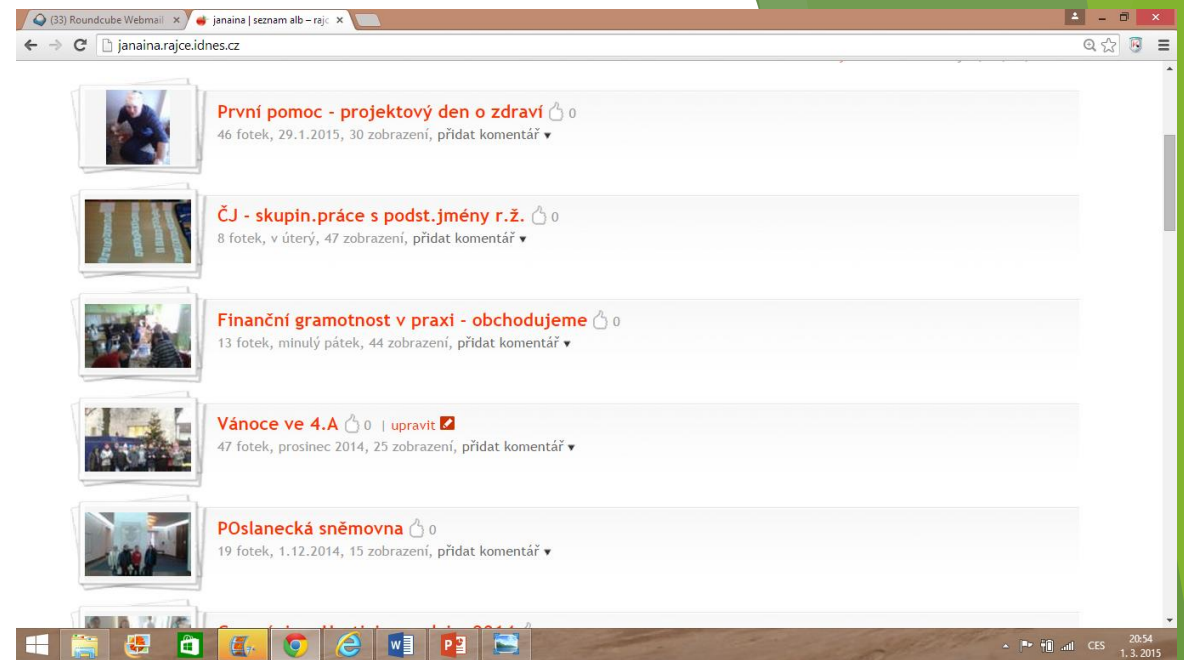 (33) Roundcube Webmail
janaina | seznam alb – rajč
janaina.rajce.idnes.cz
První pomoc - projektový den o zdraví 0
46 fotek, 29.1.2015, 30 zobrazení, přidat komentář ▾
ČJ - skupin.práce s podst.jmény r.ž. 0
8 fotek, v úterý, 47 zobrazení, přidat komentář ▾
Finanční gramotnost v praxi - obchodujeme 0
13 fotek, minulý pátek, 44 zobrazení, přidat komentář ▾
Vánoce ve 4.A 0 | upravit
47 fotek, prosinec 2014, 25 zobrazení, přidat komentář ▾
POslanecká sněmovna 0
19 fotek, 1.12.2014, 15 zobrazení, přidat komentář ▾
CES
20:54
1. 3. 2015